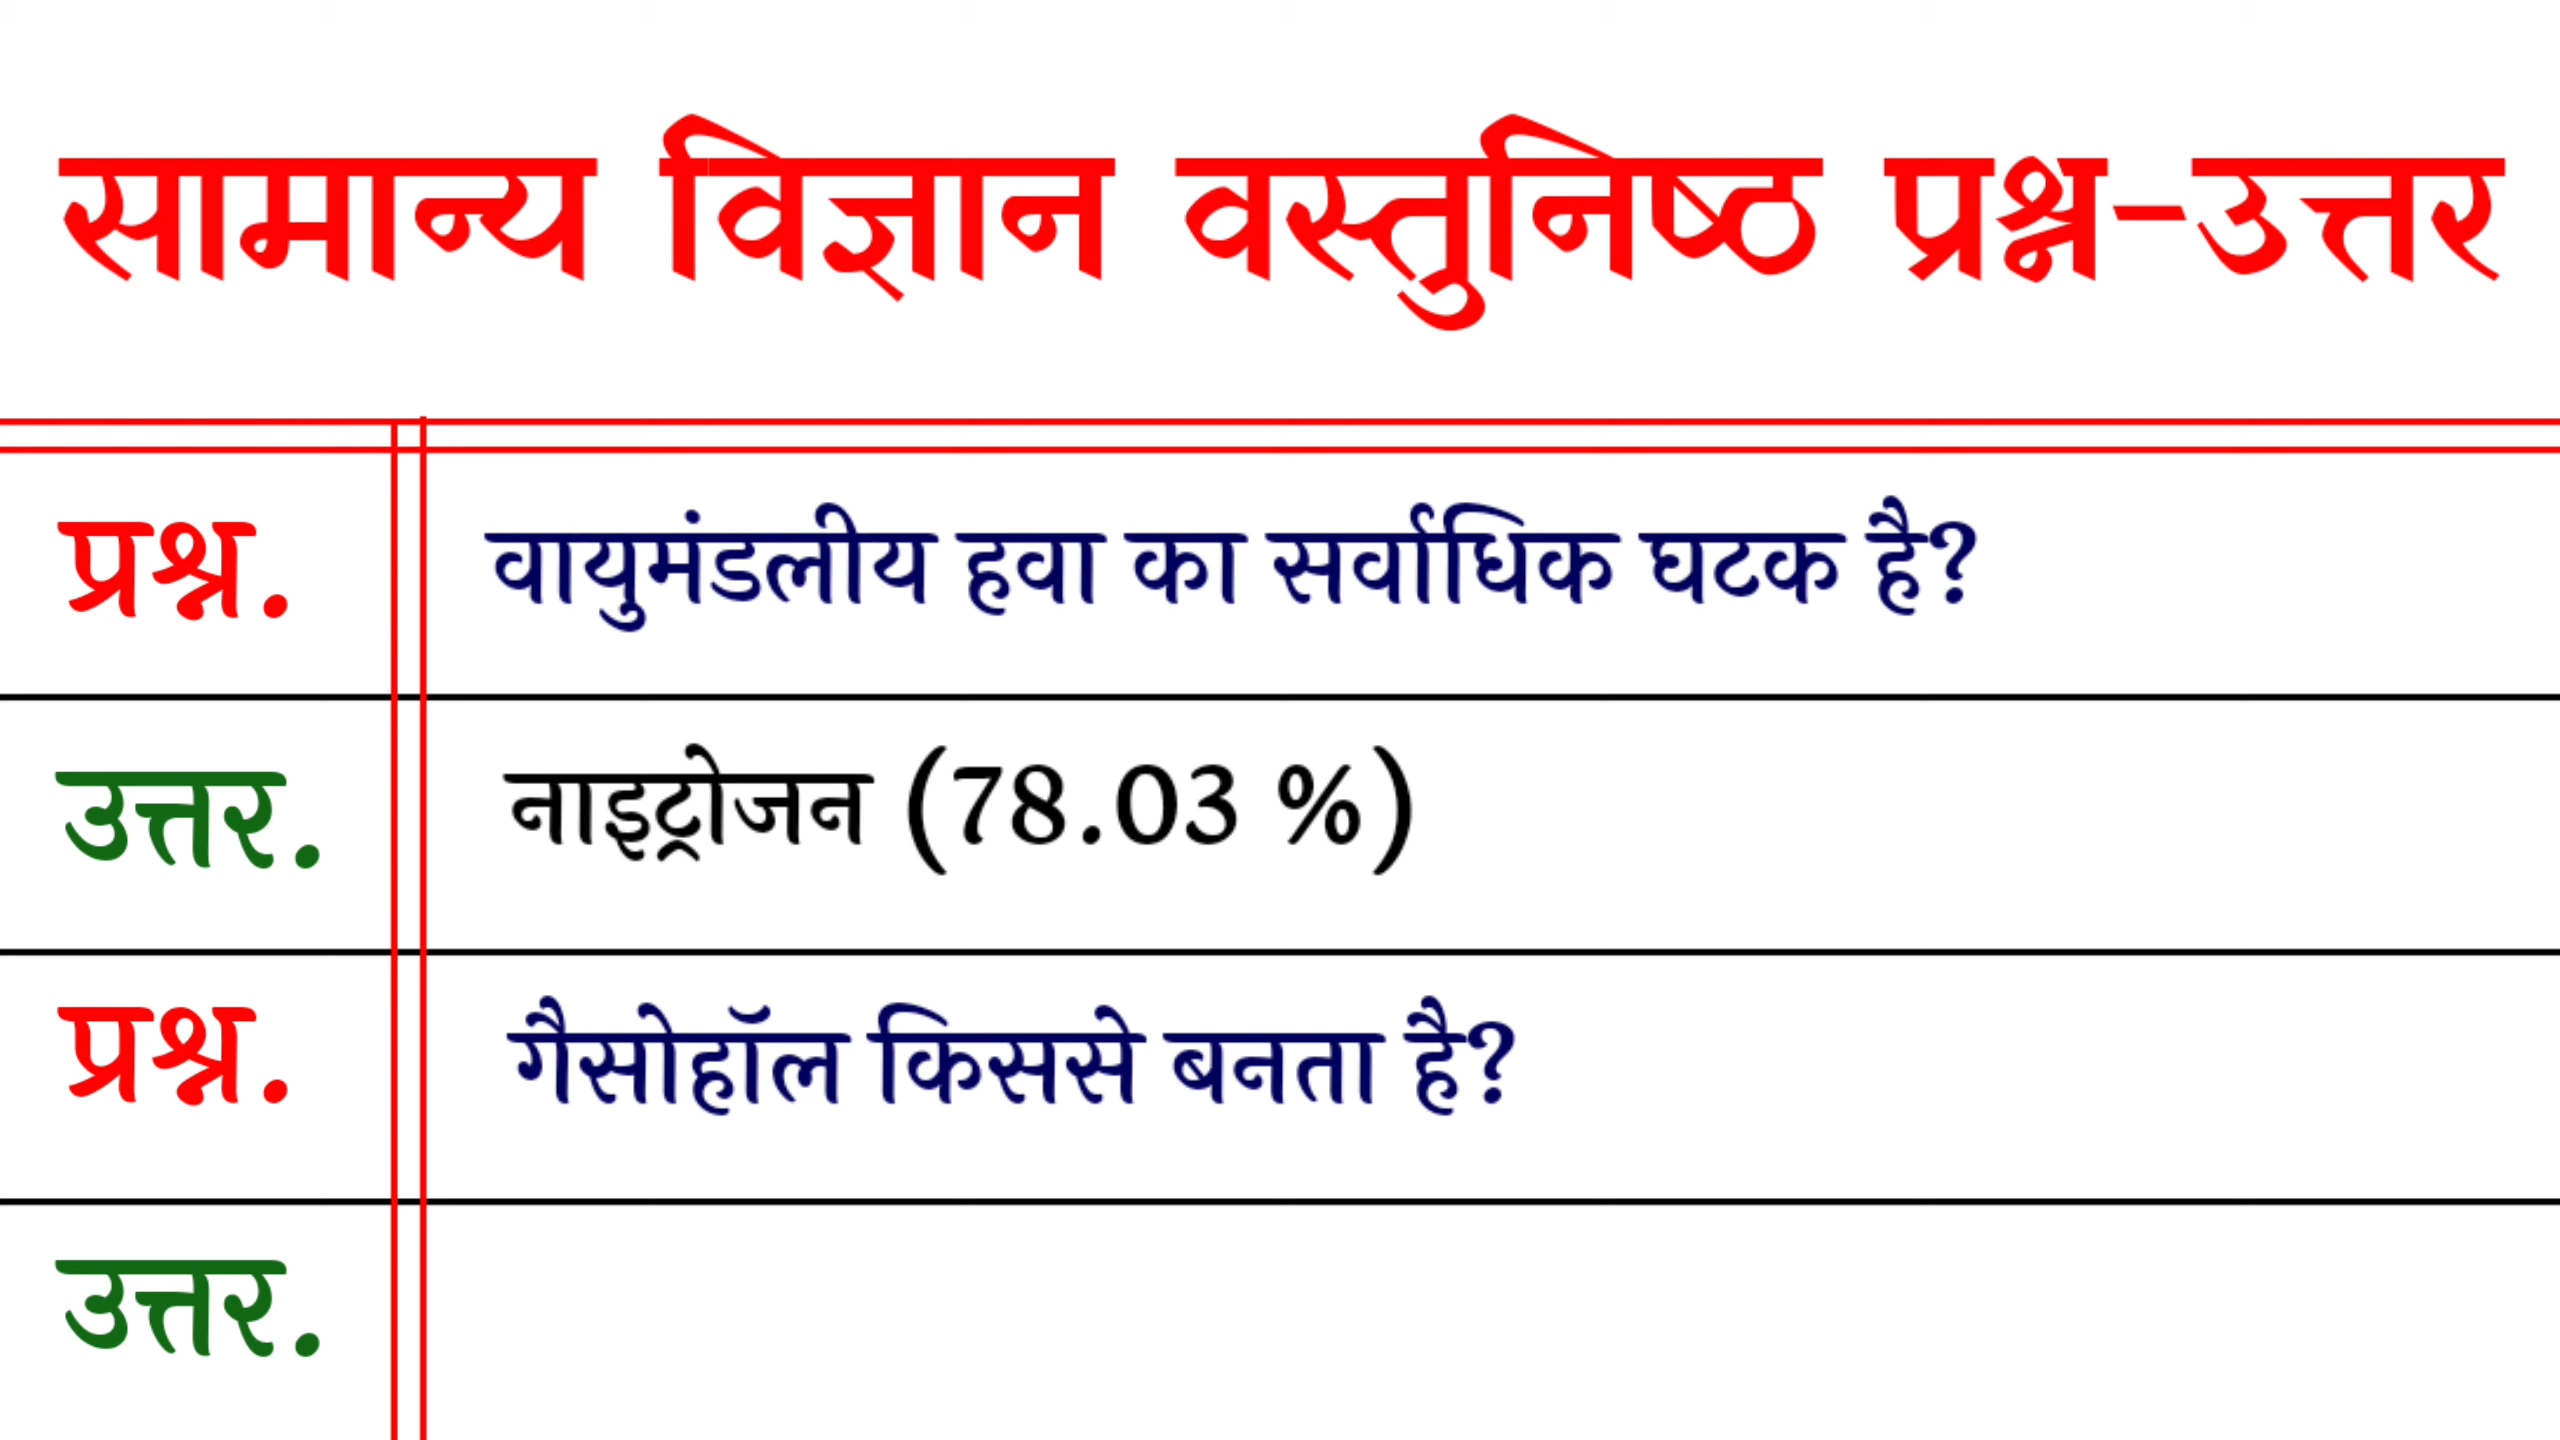 सामान्य विज्ञान वस्तुनिष्ठ प्रश्न-उत्तर
प्रश्न. वायुमंडलीय हवा का सर्वाधिक घटक है?
उत्तर. नाइट्रोजन (78.03 %)
प्रश्न. गैसोहॉल किससे बनता है?
उत्तर.